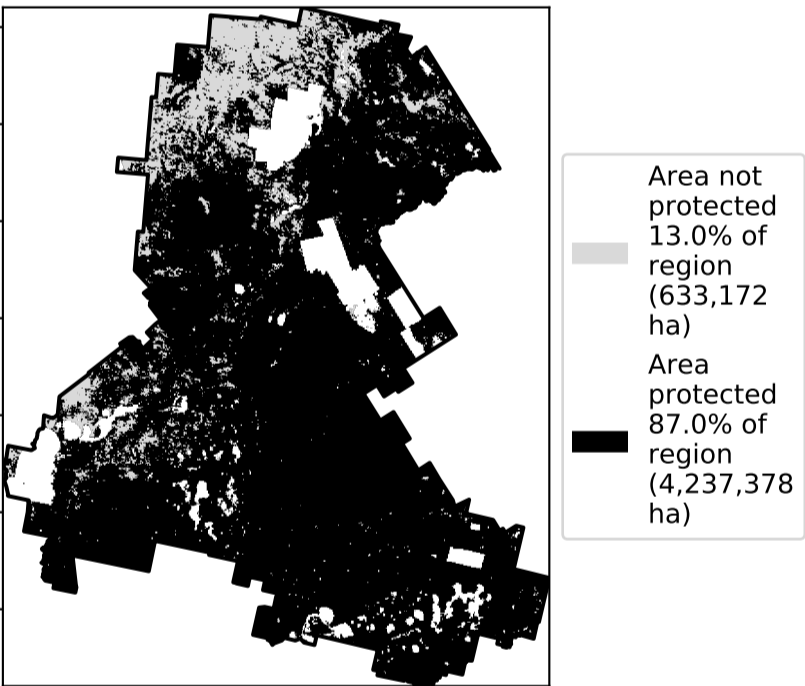 Area not
protected
13.0% of
region
(633,172
ha)
Area
protected
87.0% of
region
(4,237,378
ha)